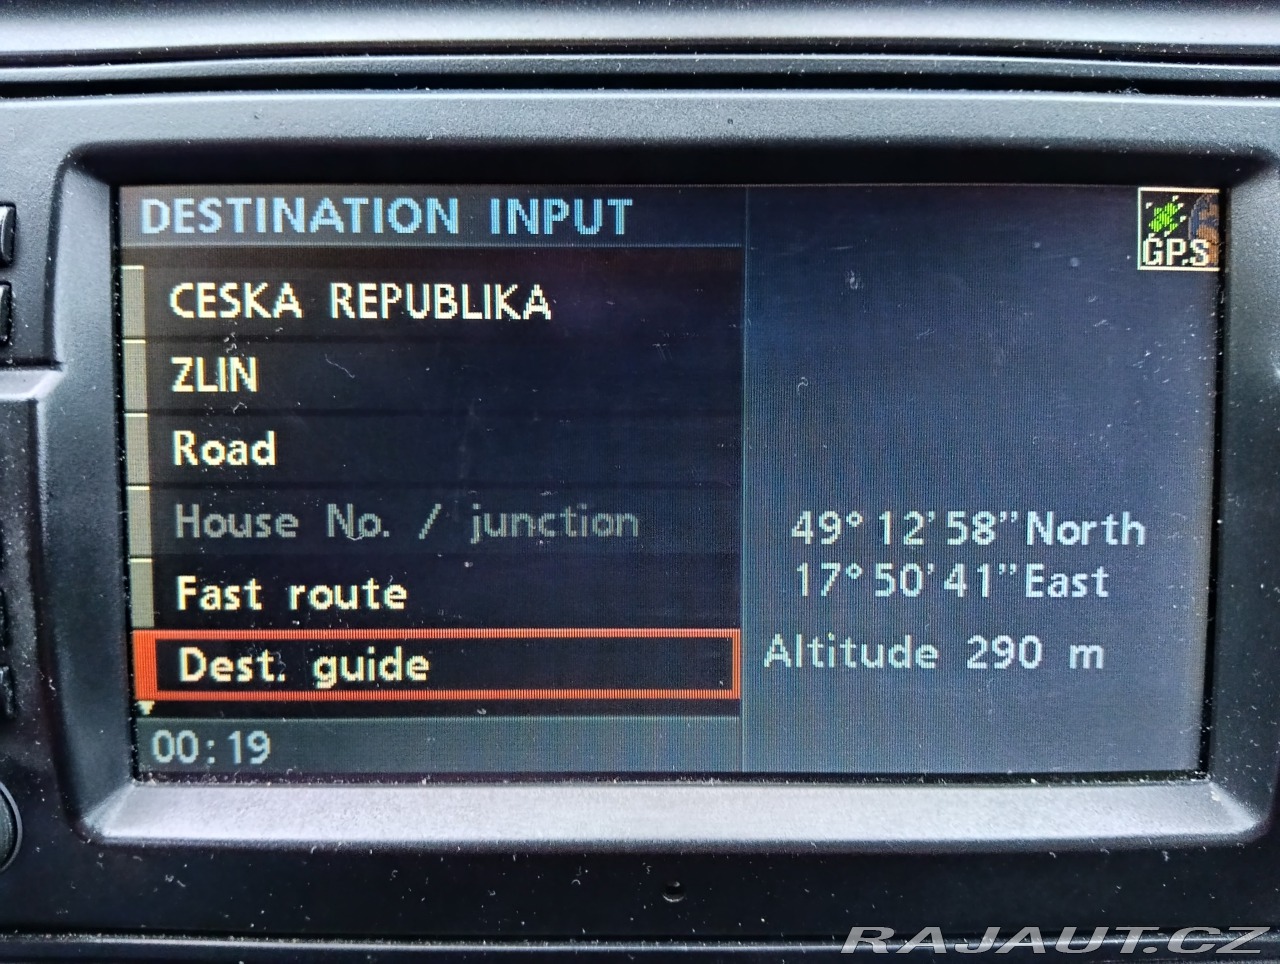 DESTINATION INPUT
GPS
CESKA REPUBLIKA
ZLIN
Road
House No. / junction
Fast route
Dest. guide
00:19
49° 12' 58" North
17° 50' 41" East
Altitude 290 m
RAJAUT.CZ